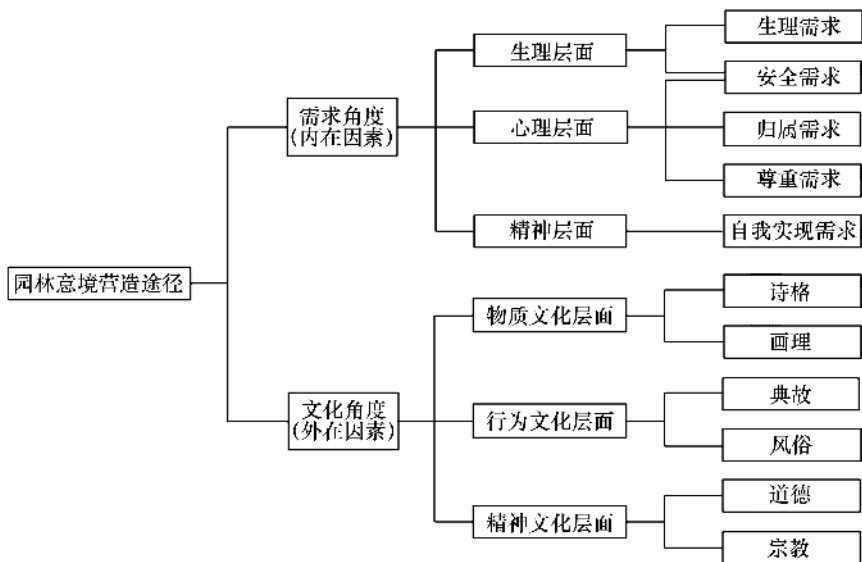 生理需求
生理层面
安全需求
需求角度
(内在因素)
心理层面
归属需求
尊重需求
精神层面
自我实现需求
园林意境营造途径
诗格
物质文化层面
画理
文化角度
(外在因素)
典故
行为文化层面
风俗
道德
精神文化层面
宗教